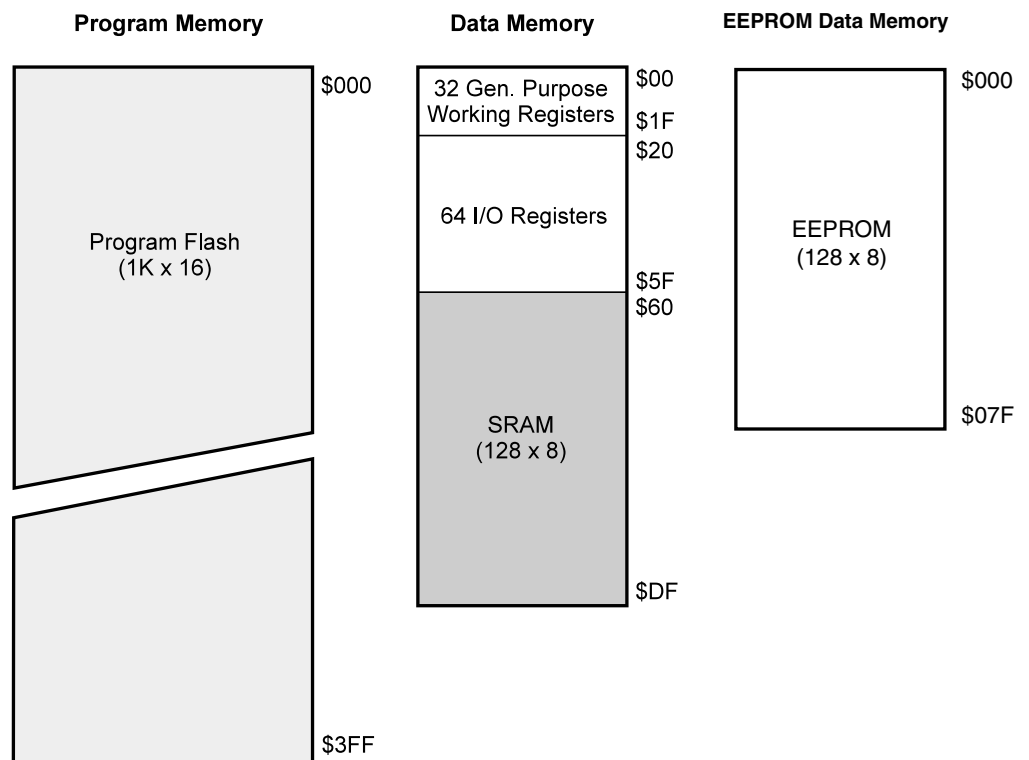 Program Memory
$000
Program Flash
(1K x 16)
$3FF
Data Memory
32 Gen. Purpose
Working Registers
$00
$1F
$20
64 I/O Registers
$5F
$60
SRAM
(128 x 8)
$DF
EEPROM Data Memory
$000
EEPROM
(128 x 8)
$07F